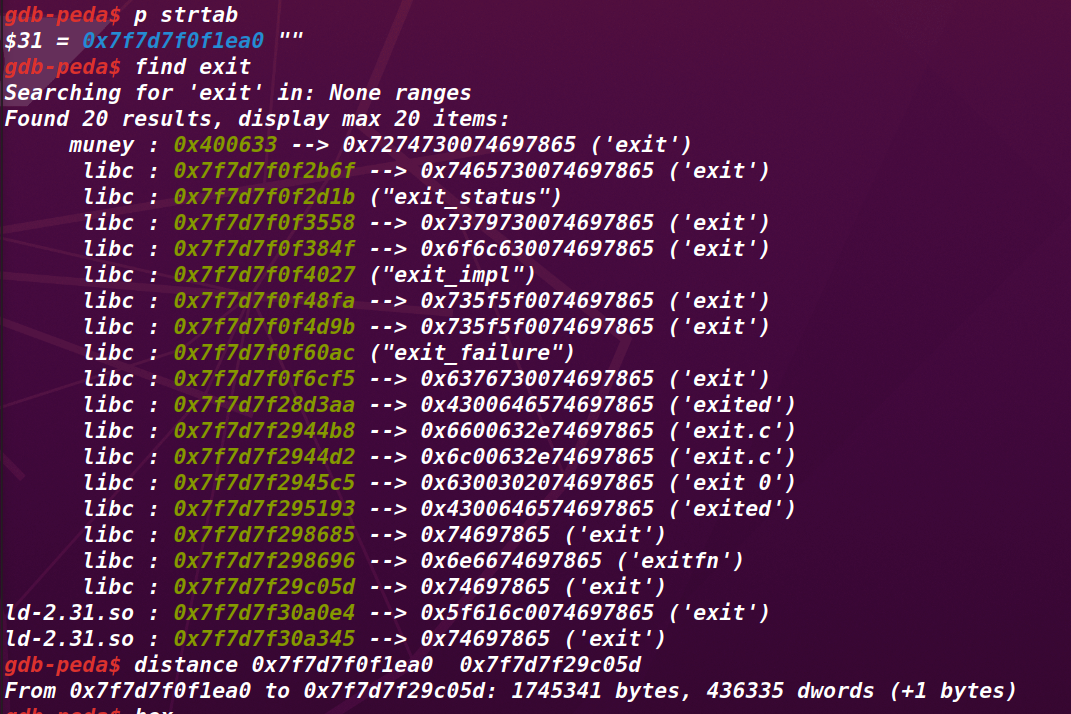 gdb-peda$ p strtab
$31 = 0x7f7d7f0f1ea0 ""
gdb-peda$ find exit
Searching for 'exit' in: None ranges
Found 20 results, display max 20 items:
muney : 0x400633 --> 0x7274730074697865 ('exit')
libc : 0x7f7d7f0f2b6f --> 0x7465730074697865 ('exit')
libc : 0x7f7d7f0f2d1b ("exit_status")
libc : 0x7f7d7f0f3558 --> 0x7379730074697865 ('exit')
libc : 0x7f7d7f0f384f --> 0x6f6c630074697865 ('exit')
libc : 0x7f7d7f0f4027 ("exit_impl")
libc : 0x7f7d7f0f48fa --> 0x735f5f0074697865 ('exit')
libc : 0x7f7d7f0f4d9b --> 0x735f5f0074697865 ('exit')
libc : 0x7f7d7f0f60ac ("exit_failure")
libc : 0x7f7d7f0f6cf5 --> 0x6376730074697865 ('exit')
libc : 0x7f7d7f28d3aa --> 0x4300646574697865 ('exited')
libc : 0x7f7d7f2944b8 --> 0x6600632e74697865 ('exit.c')
libc : 0x7f7d7f2944d2 --> 0x6c00632e74697865 ('exit.c')
libc : 0x7f7d7f2945c5 --> 0x6300302074697865 ('exit 0')
libc : 0x7f7d7f295193 --> 0x4300646574697865 ('exited')
libc : 0x7f7d7f298685 --> 0x74697865 ('exit')
libc : 0x7f7d7f298696 --> 0x6e6674697865 ('exitfn')
libc : 0x7f7d7f29c05d --> 0x74697865 ('exit')
ld-2.31.so : 0x7f7d7f30a0e4 --> 0x5f616c0074697865 ('exit')
ld-2.31.so : 0x7f7d7f30a345 --> 0x74697865 ('exit')
gdb-peda$ distance 0x7f7d7f0f1ea0  0x7f7d7f29c05d
From 0x7f7d7f0f1ea0 to 0x7f7d7f29c05d: 1745341 bytes, 436335 dwords (+1 bytes)
gdb-peda$